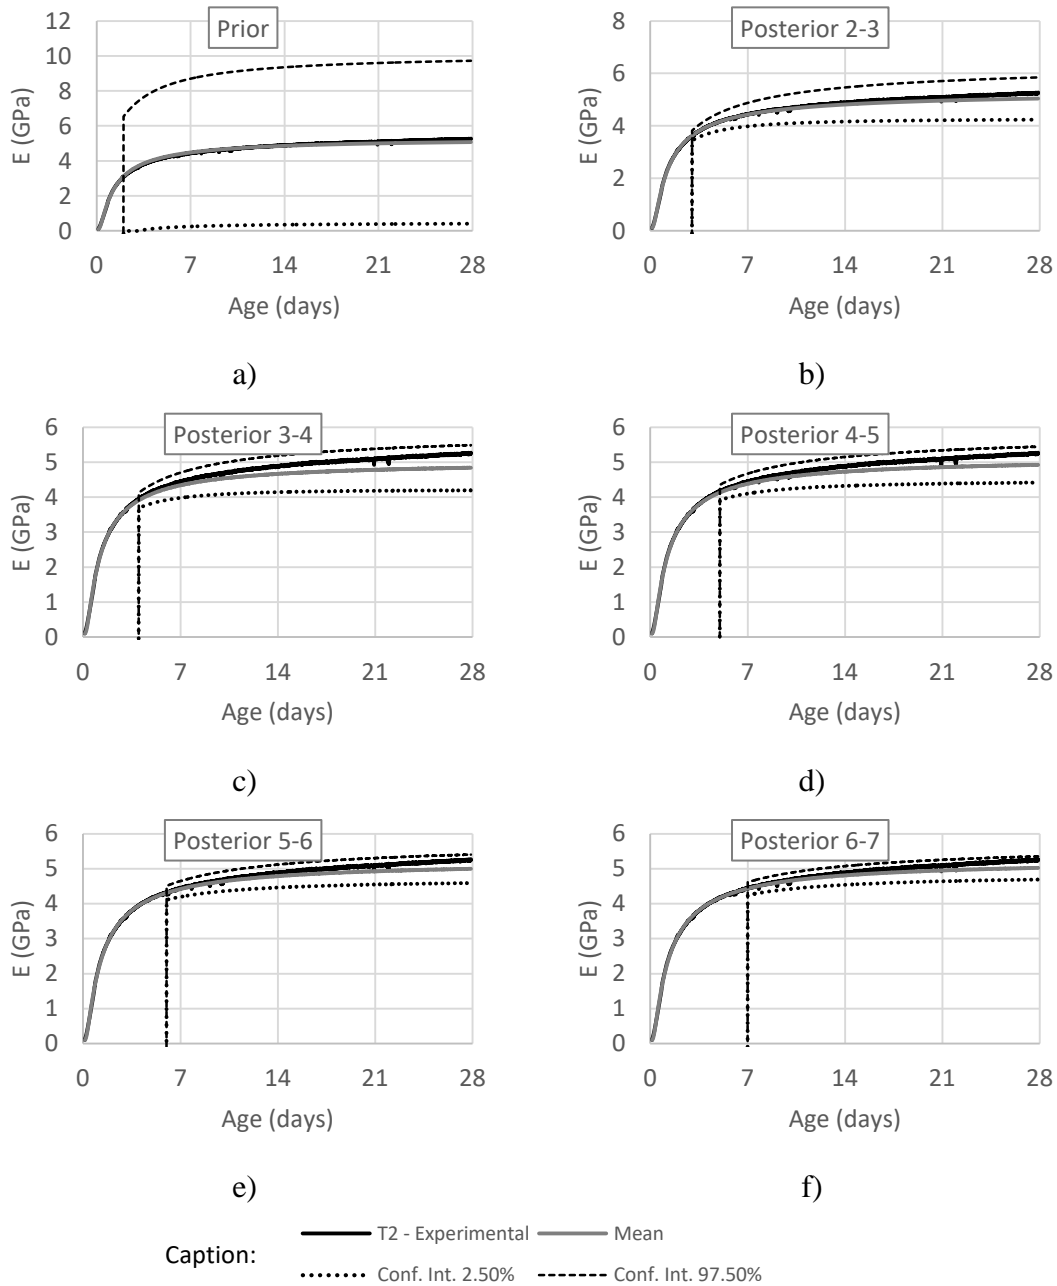 Prior
12
10
8
6
4
2
0
E (GPa)
0 7 14 21 28
Age (days)
a)
Posterior 2-3
8
6
4
2
0
E (GPa)
0 7 14 21 28
Age (days)
b)
Posterior 3-4
6
5
4
3
2
1
0
E (GPa)
0 7 14 21 28
Age (days)
c)
Posterior 4-5
6
5
4
3
2
1
0
E (GPa)
0 7 14 21 28
Age (days)
d)
Posterior 5-6
6
5
4
3
2
1
0
E (GPa)
0 7 14 21 28
Age (days)
e)
Posterior 6-7
6
5
4
3
2
1
0
E (GPa)
0 7 14 21 28
Age (days)
f)
Caption:
T2 - Experimental Mean
Conf. Int. 2.50% Conf. Int. 97.50%